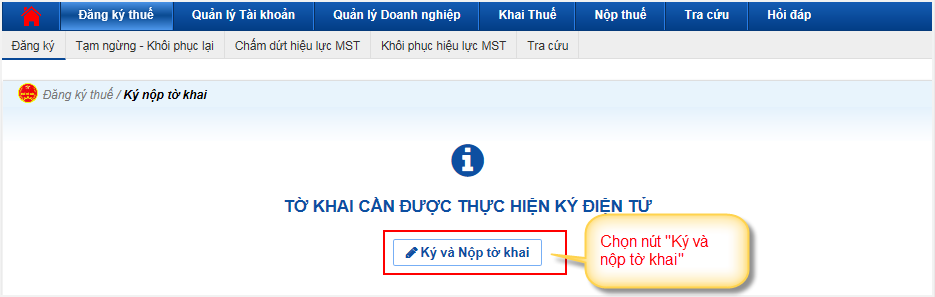 Đăng ký thuế Quản lý Tài khoản Quản lý Doanh nghiệp Khai Thuế Nộp thuế Tra cứu Hỏi đáp
Đăng ký Tạm ngừng - Khôi phục lại Chấm dứt hiệu lực MST Khôi phục hiệu lực MST Tra cứu
Đăng ký thuế / Ký nộp tờ khai
TỜ KHAI CẦN ĐƯỢC THỰC HIỆN KÝ ĐIỆN TỬ
Ký và Nộp tờ khai
Chọn nút "Ký và
nộp tờ khai"